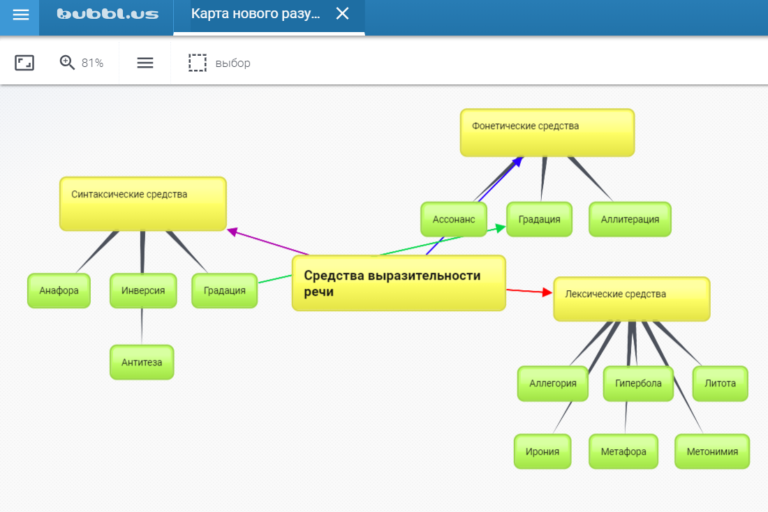 bubbl.us
Карта нового разу...
81%
выбор
Фонетические средства
Синтаксические средства
Ассонанс
Градация
Аллитерация
Средства выразительности
речи
Анафора
Инверсия
Градация
Лексические средства
Антитеза
Аллегория
Гипербола
Литота
Ирония
Метафора
Метонимия